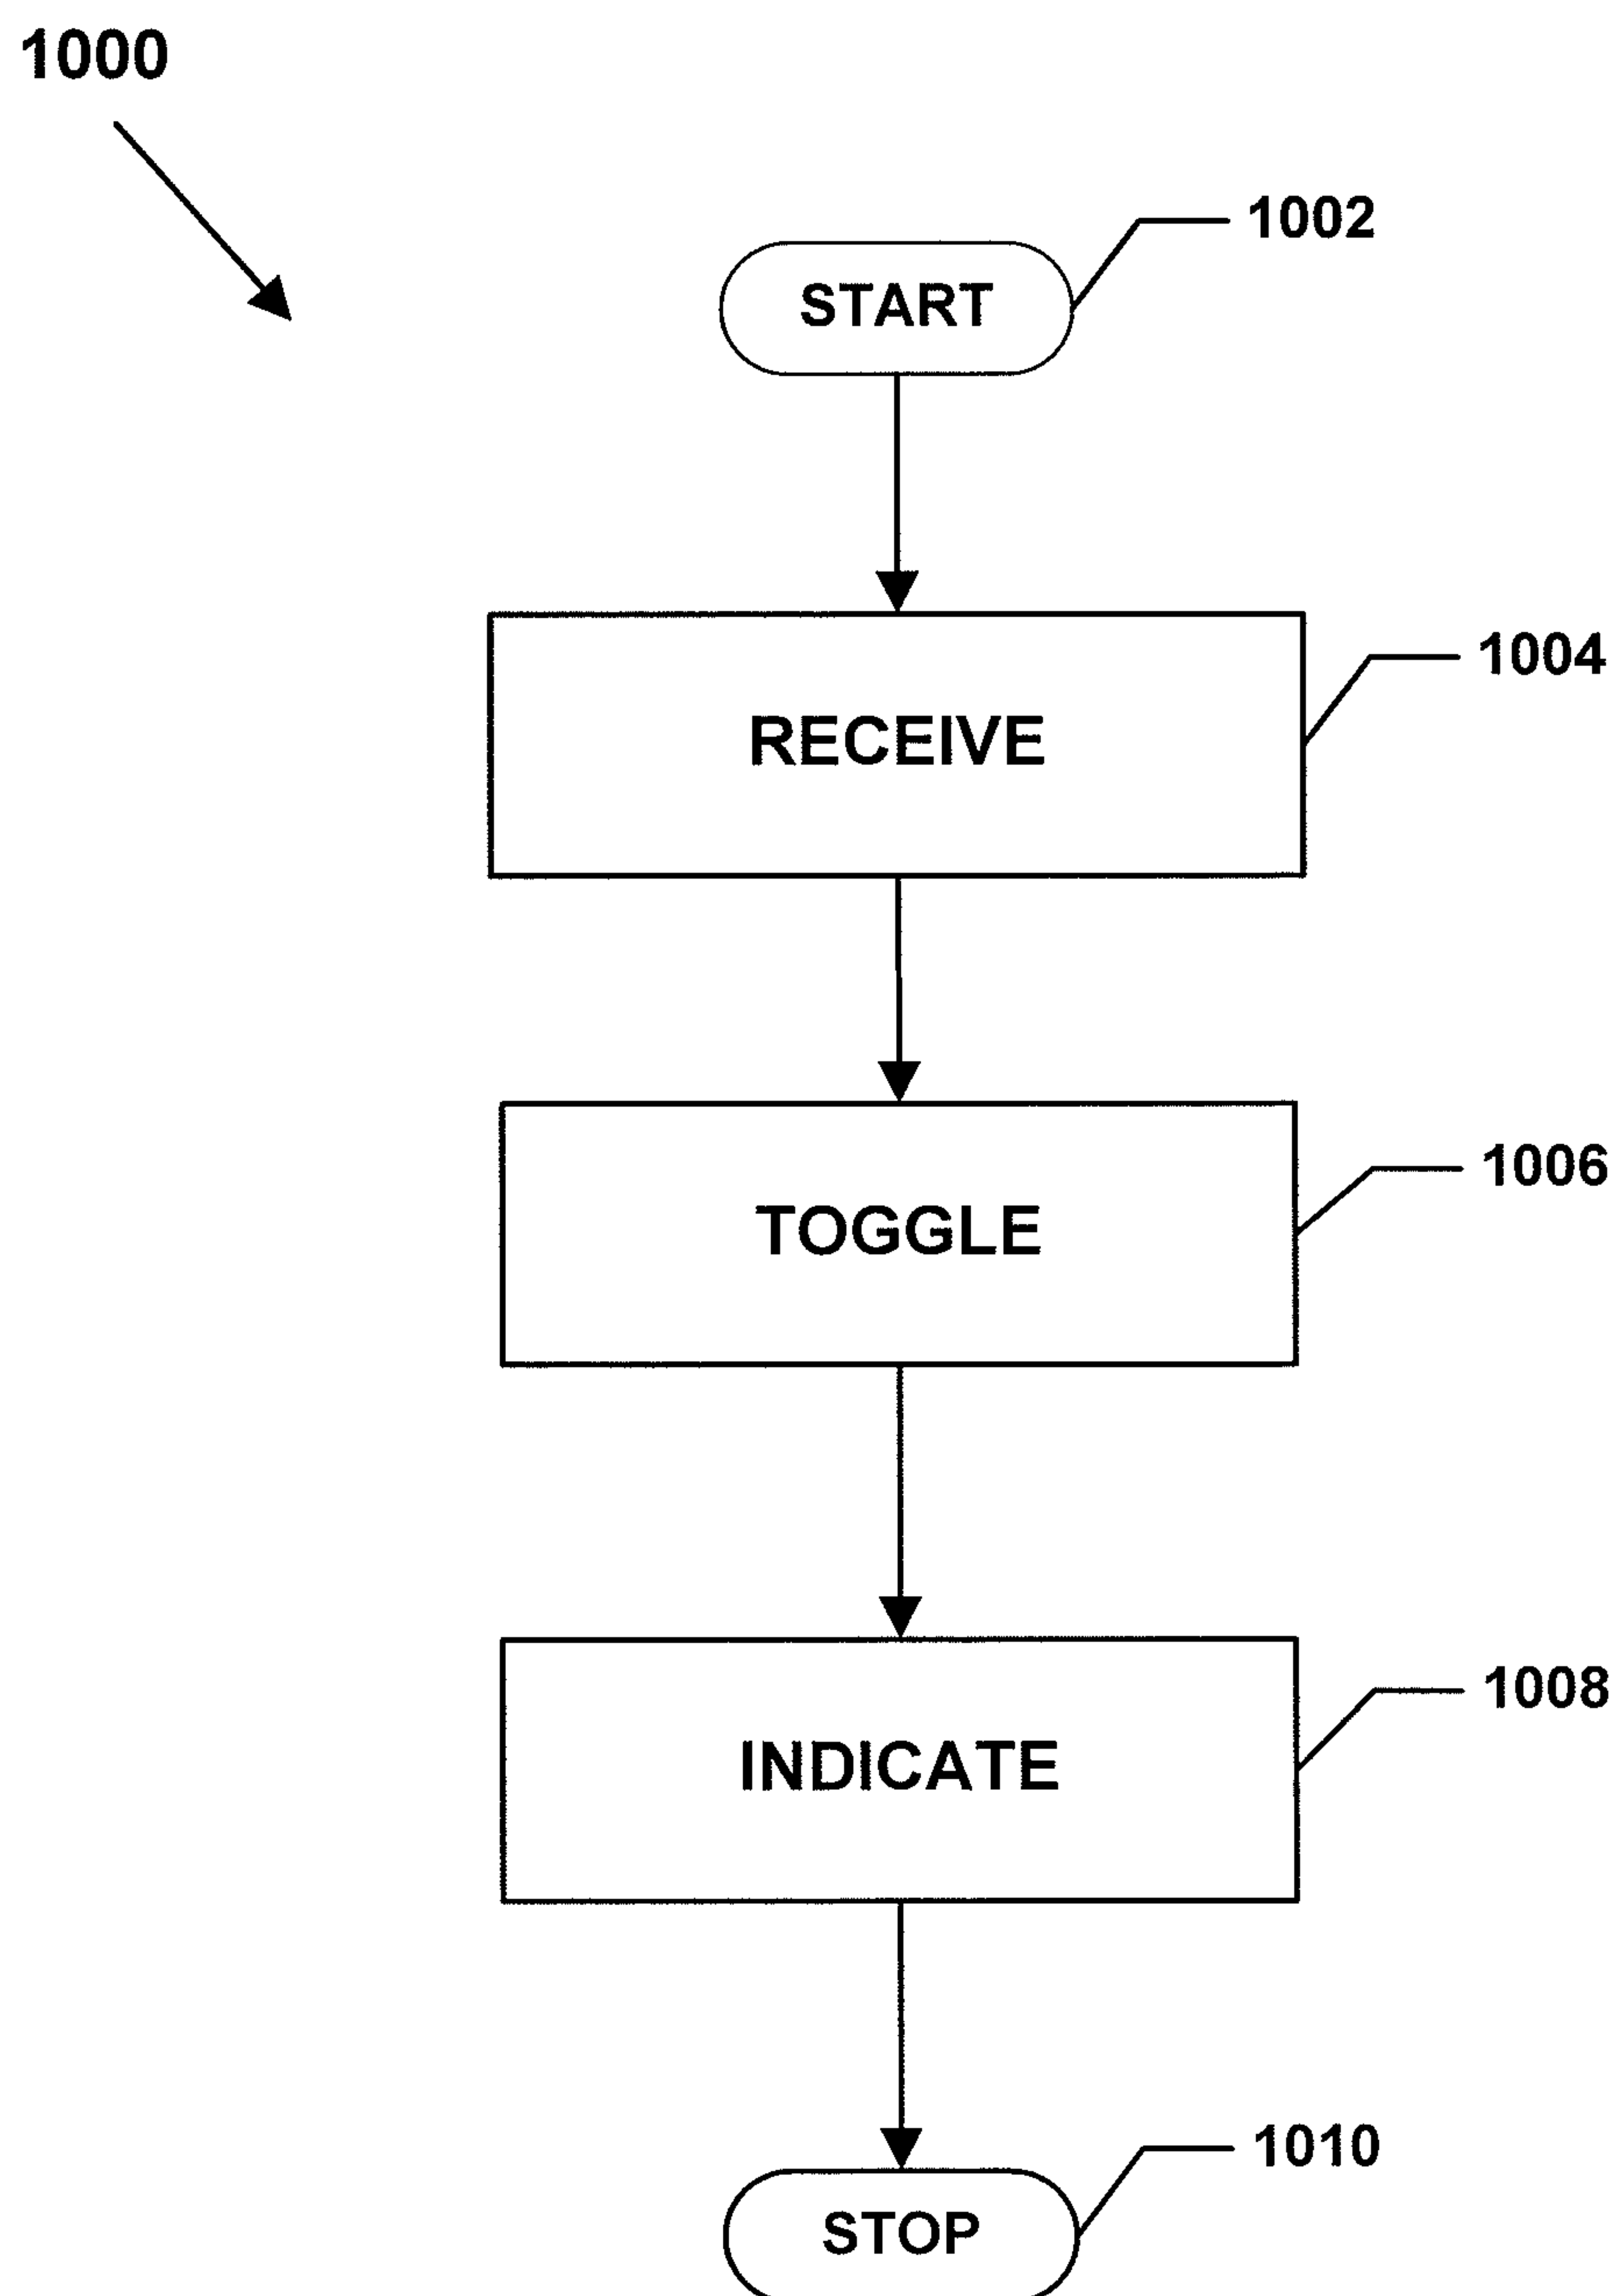 1000
1002
START
1004
RECEIVE
1006
TOGGLE
1008
INDICATE
1010
STOP